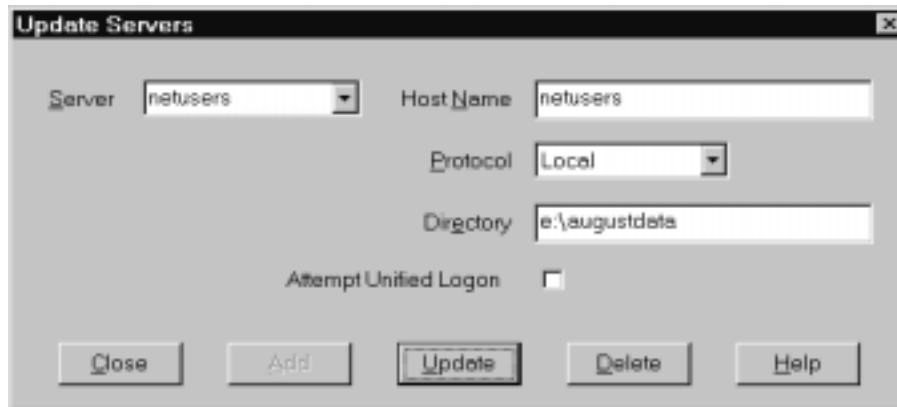 Update Servers
Server netusers Host Name netusers
Protocol Local
Directory e:\augustdata
Attempt Unified Logon
Close Add Update Delete Help